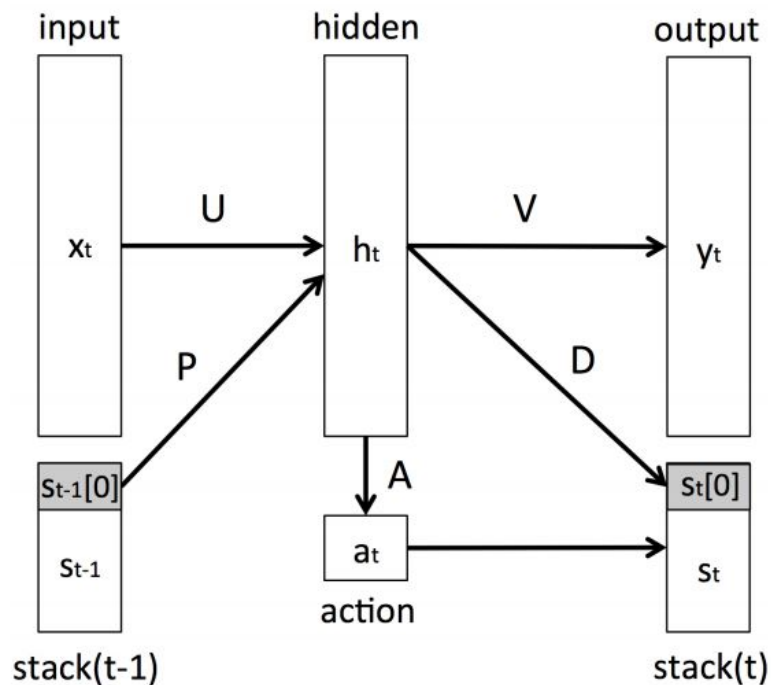 input hidden output
U V
xt ht yt
P D
st-1[0] A st[0]
st-1 at st
action
stack(t-1) stack(t)